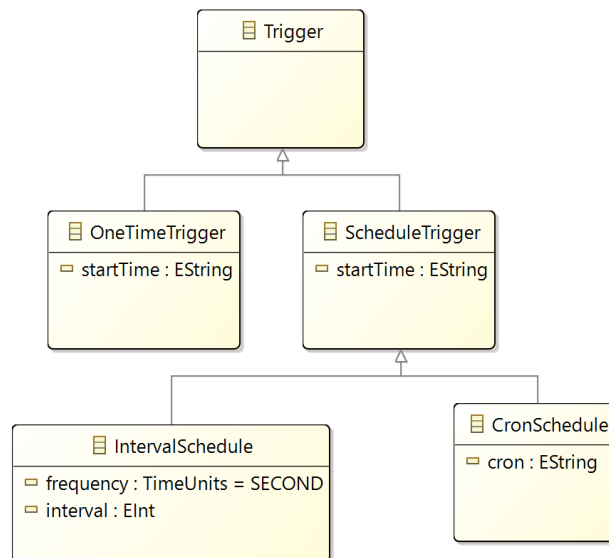 Trigger
OneTimeTrigger
startTime : EString
ScheduleTrigger
startTime : EString
IntervalSchedule
frequency : TimeUnits = SECOND
interval : EInt
CronSchedule
cron : EString